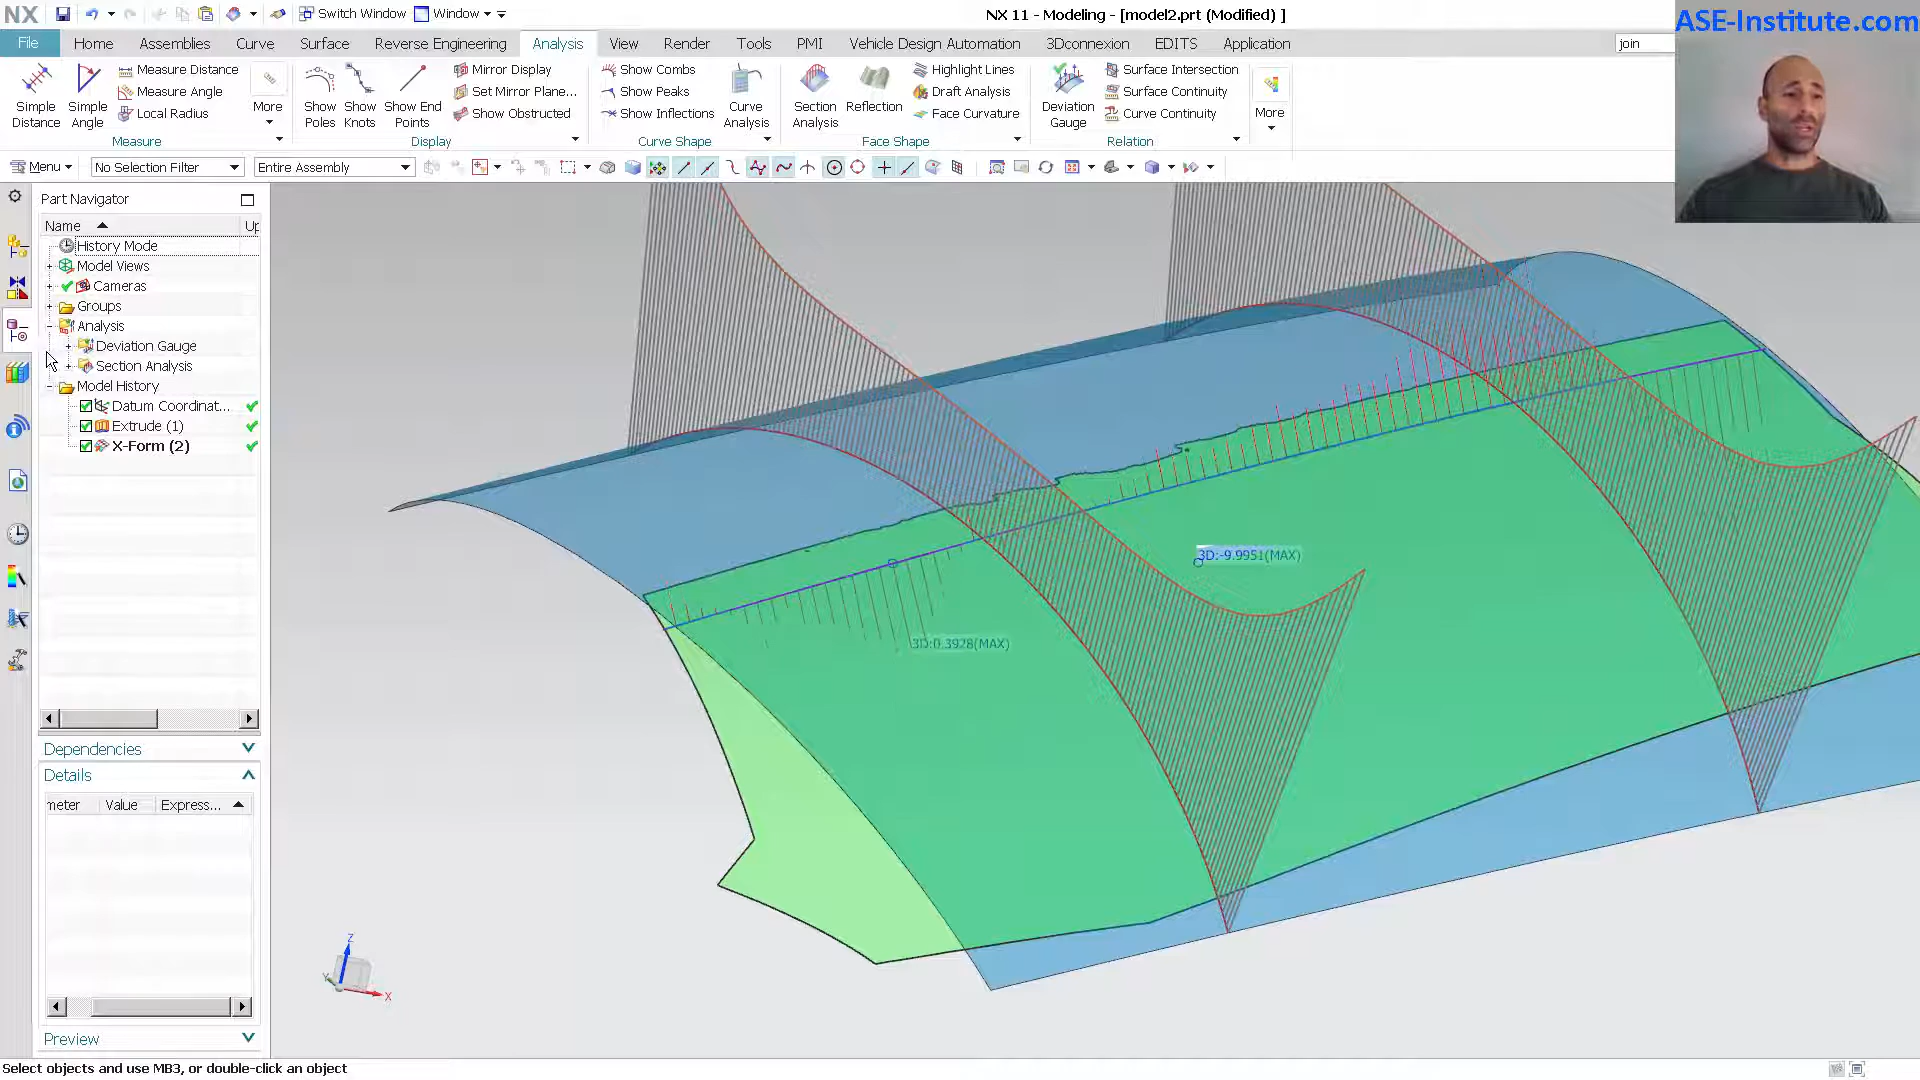 NX
Switch Window
Window
NX 11 - Modeling - [model2.prt (Modified) ]
ASE-Institute.com
File
Home
Assemblies
Curve
Surface
Reverse Engineering
Analysis
View
Render
Tools
PMI
Vehicle Design Automation
3Dconnexion
EDITS
Application
join
Simple Distance
Simple Angle
Measure Distance
Measure Angle
Local Radius
More
Measure
Show Poles
Show Knots
Show End Points
Mirror Display
Set Mirror Plane...
Show Obstructed
Display
Show Combs
Show Peaks
Show Inflections
Curve Analysis
Curve Shape
Section Analysis
Reflection
Highlight Lines
Draft Analysis
Face Curvature
Face Shape
Deviation Gauge
Surface Intersection
Surface Continuity
Curve Continuity
Relation
More
Menu
No Selection Filter
Entire Assembly
Part Navigator
Name
Up
History Mode
Model Views
Cameras
Groups
Analysis
Deviation Gauge
Section Analysis
Model History
Datum Coordinat...
Extrude (1)
X-Form (2)
3D:-9.9951(MAX)
3D:0.3928(MAX)
Dependencies
Details
meter
Value
Express...
Z
Y
X
Preview
Select objects and use MB3, or double-click an object